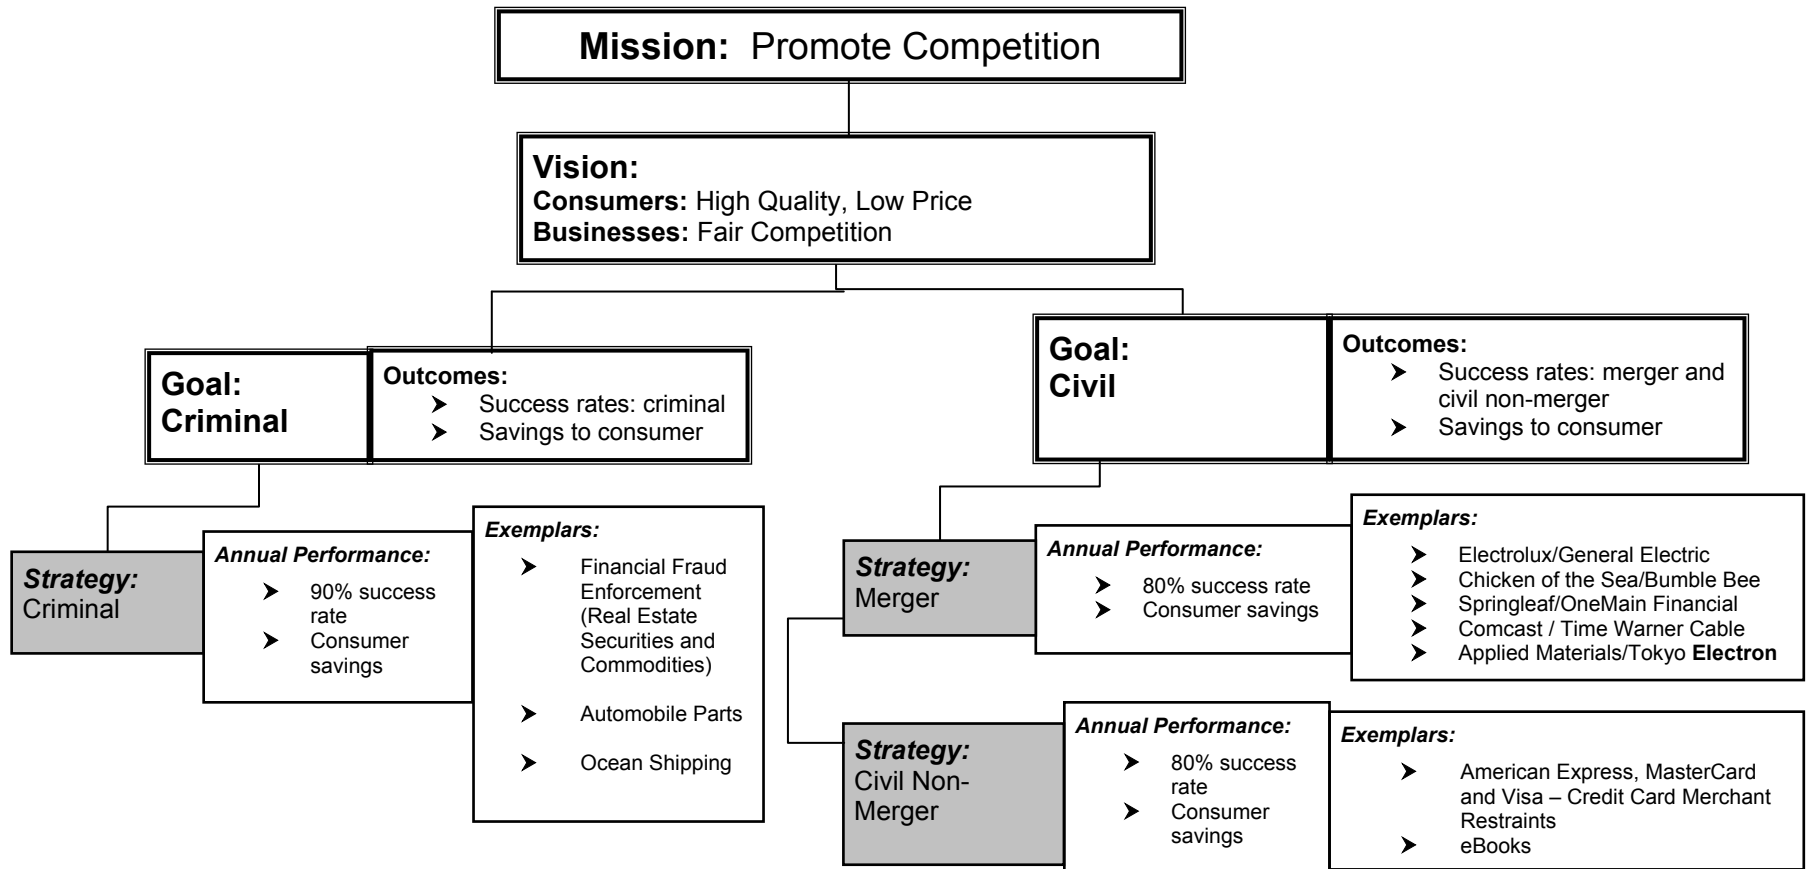 Mission: Promote Competition
Vision:
Consumers: High Quality, Low Price
Businesses: Fair Competition
Goal:
Criminal
Outcomes:
➤ Success rates: criminal
➤ Savings to consumer
Goal:
Civil
Outcomes:
➤ Success rates: merger and
civil non-merger
➤ Savings to consumer
Strategy:
Criminal
Annual Performance:
➤ 90% success
rate
➤ Consumer
savings
Exemplars:
➤ Financial Fraud
Enforcement
(Real Estate
Securities and
Commodities)
➤ Automobile Parts
➤ Ocean Shipping
Strategy:
Merger
Annual Performance:
➤ 80% success rate
➤ Consumer savings
Exemplars:
➤ Electrolux/General Electric
➤ Chicken of the Sea/Bumble Bee
➤ Springleaf/OneMain Financial
➤ Comcast / Time Warner Cable
➤ Applied Materials/Tokyo Electron
Strategy:
Civil Non-
Merger
Annual Performance:
➤ 80% success
rate
➤ Consumer
savings
Exemplars:
➤ American Express, MasterCard
and Visa – Credit Card Merchant
Restraints
➤ eBooks